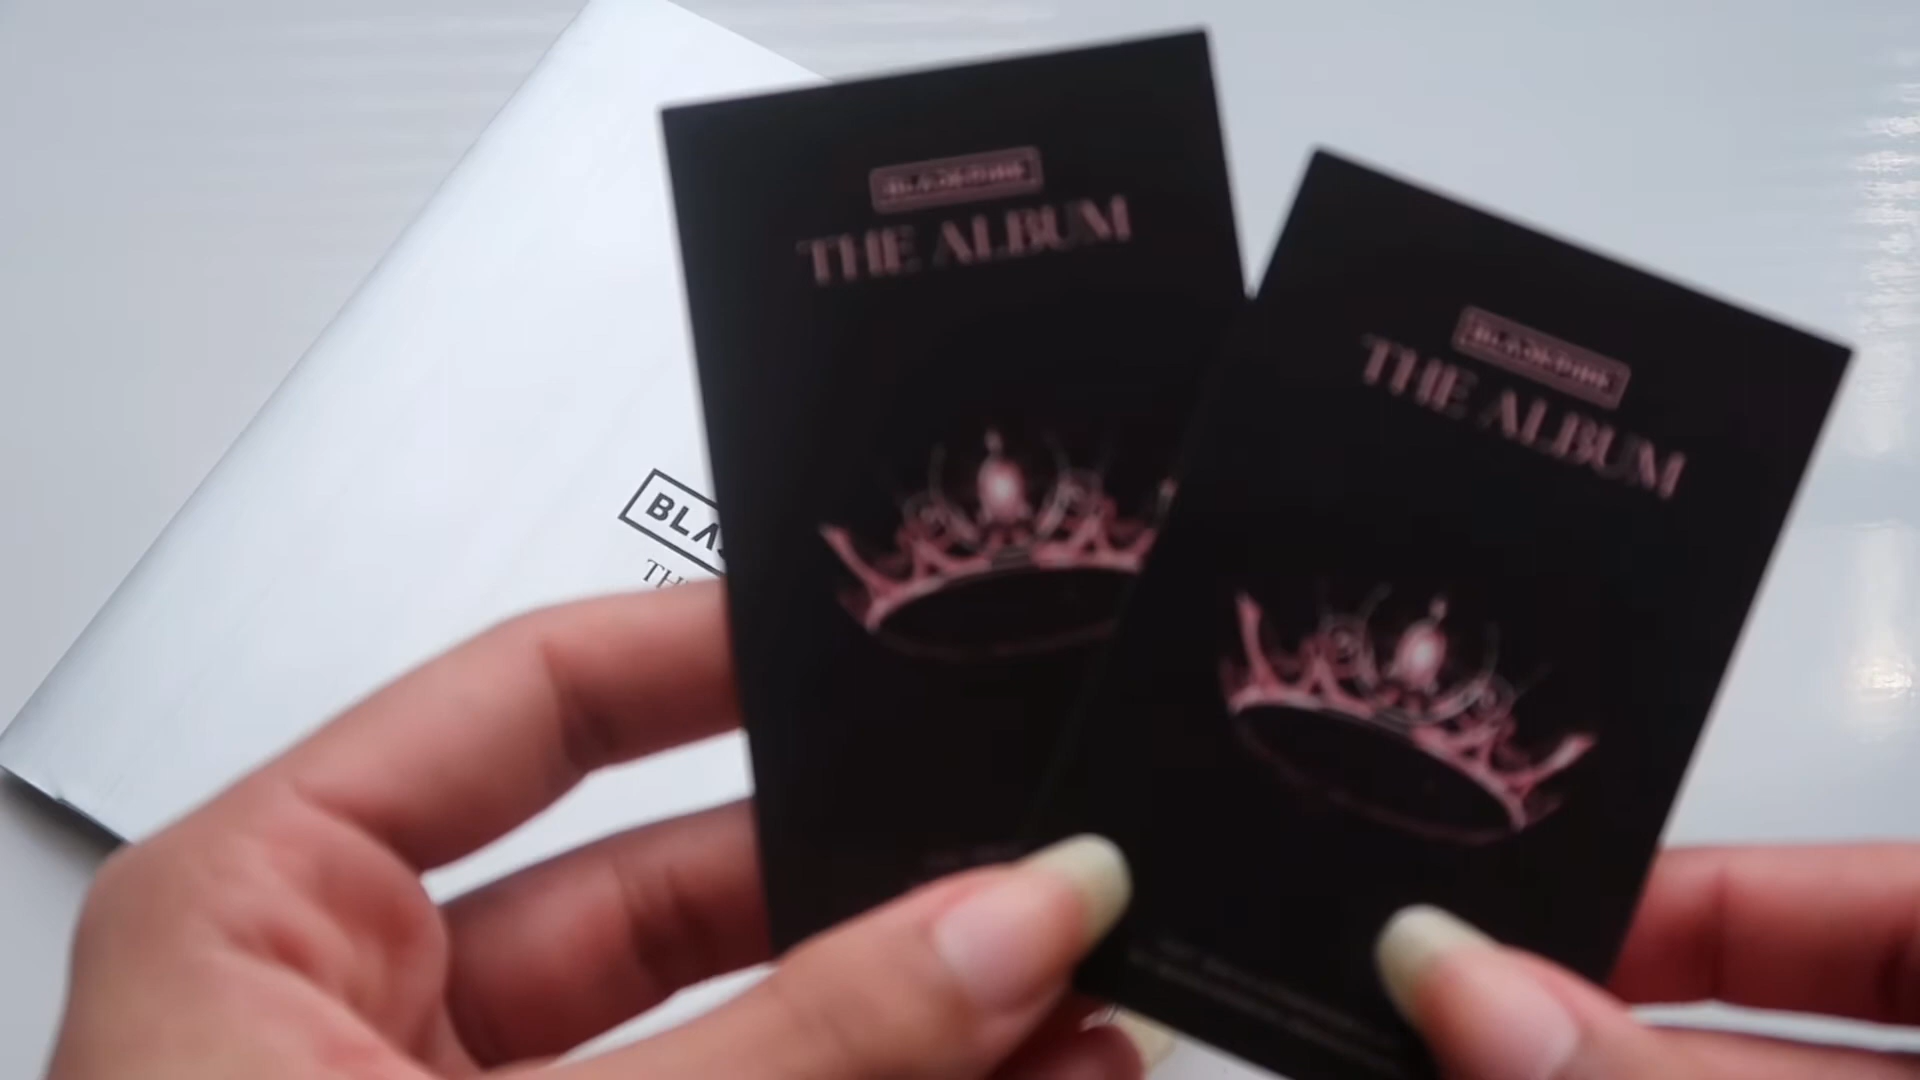 BLACKPINK
THE ALBUM
BLACKPINK
THE ALBUM
BLA
TH